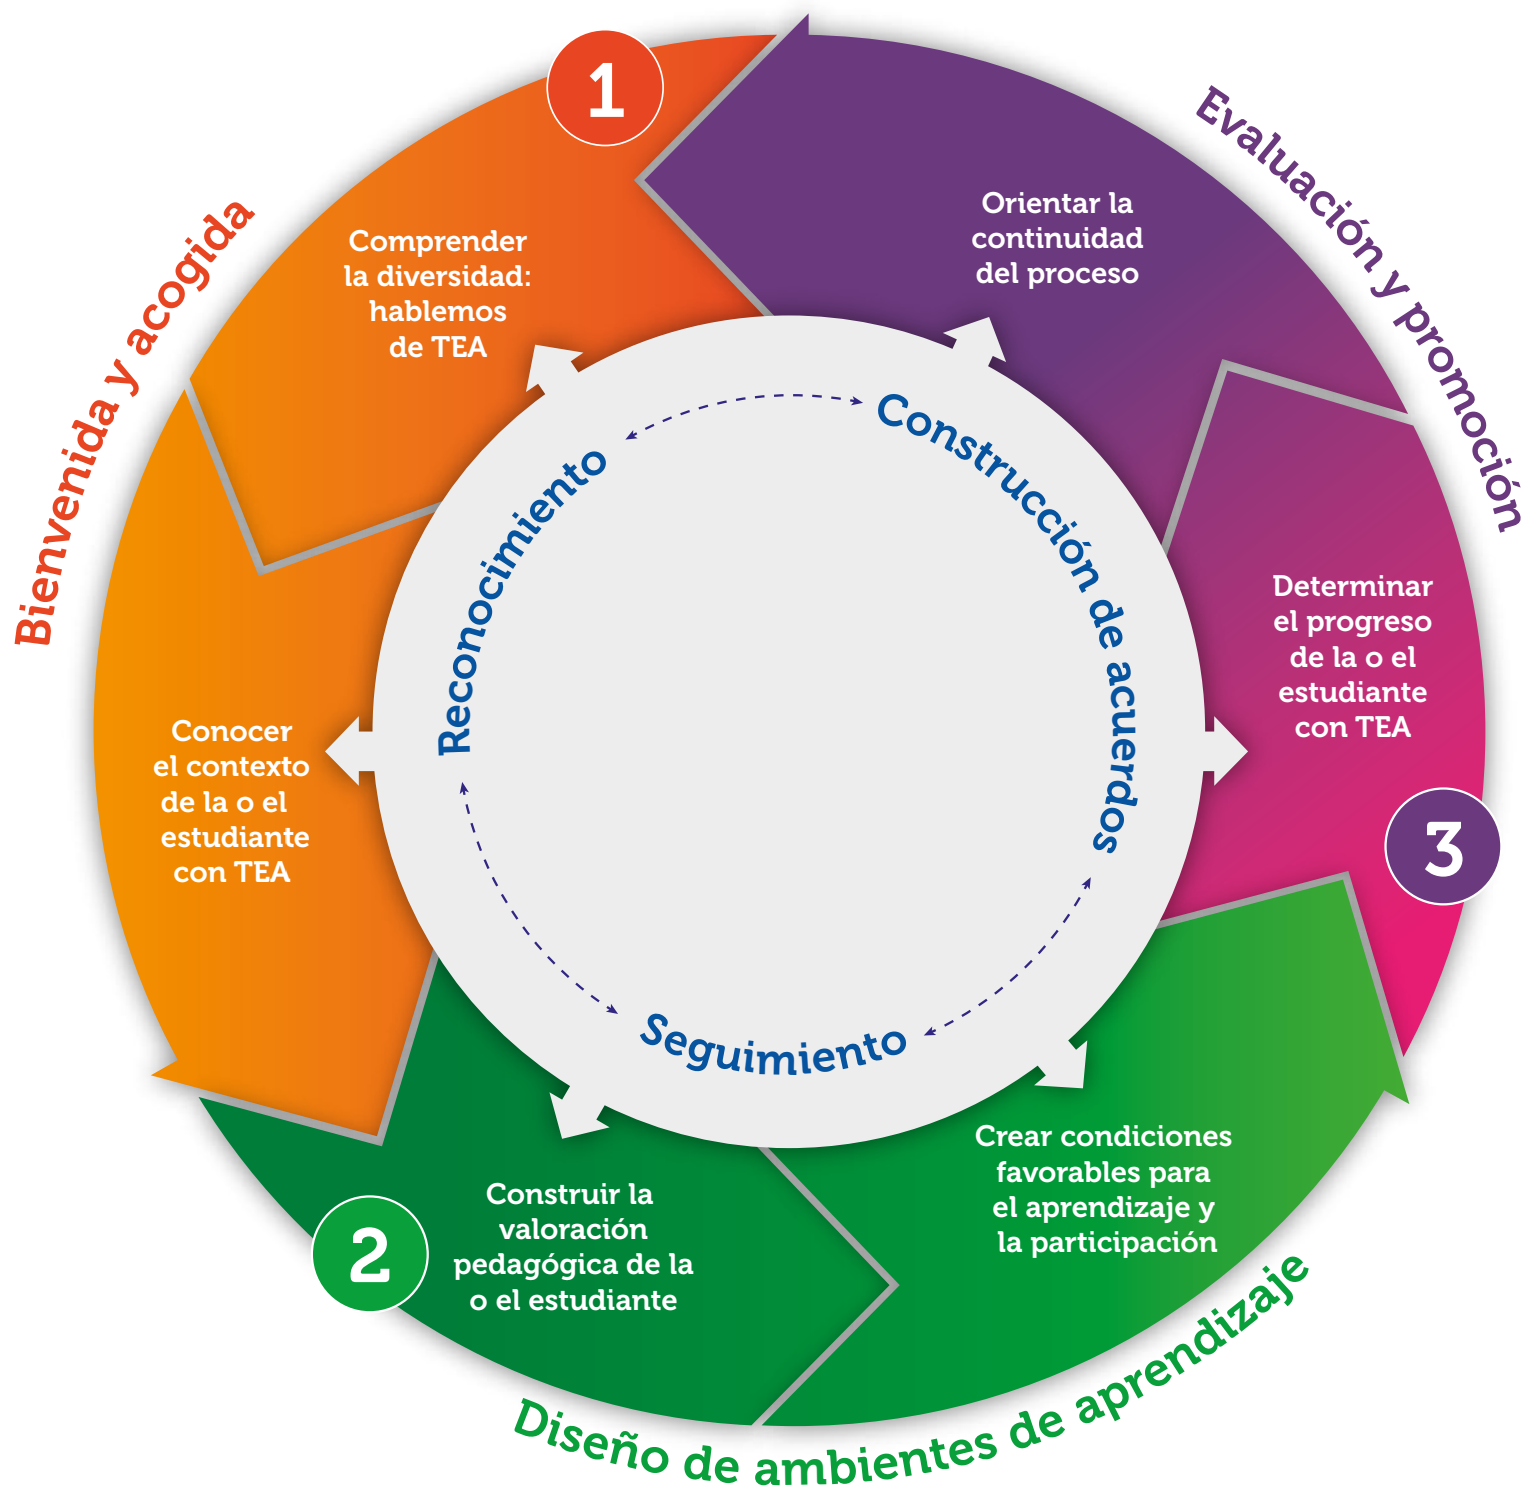 1
Bienvenida y acogida
Comprender
la diversidad:
hablemos
de TEA
Conocer
el contexto
de la o el
estudiante
con TEA
2
Diseño de ambientes de aprendizaje
Construir la
valoración
pedagógica de la
o el estudiante
Crear condiciones
favorables para
el aprendizaje y
la participación
3
Evaluación y promoción
Determinar
el progreso
de la o el
estudiante
con TEA
Orientar la
continuidad
del proceso
Reconocimiento
Construcción de acuerdos
Seguimiento